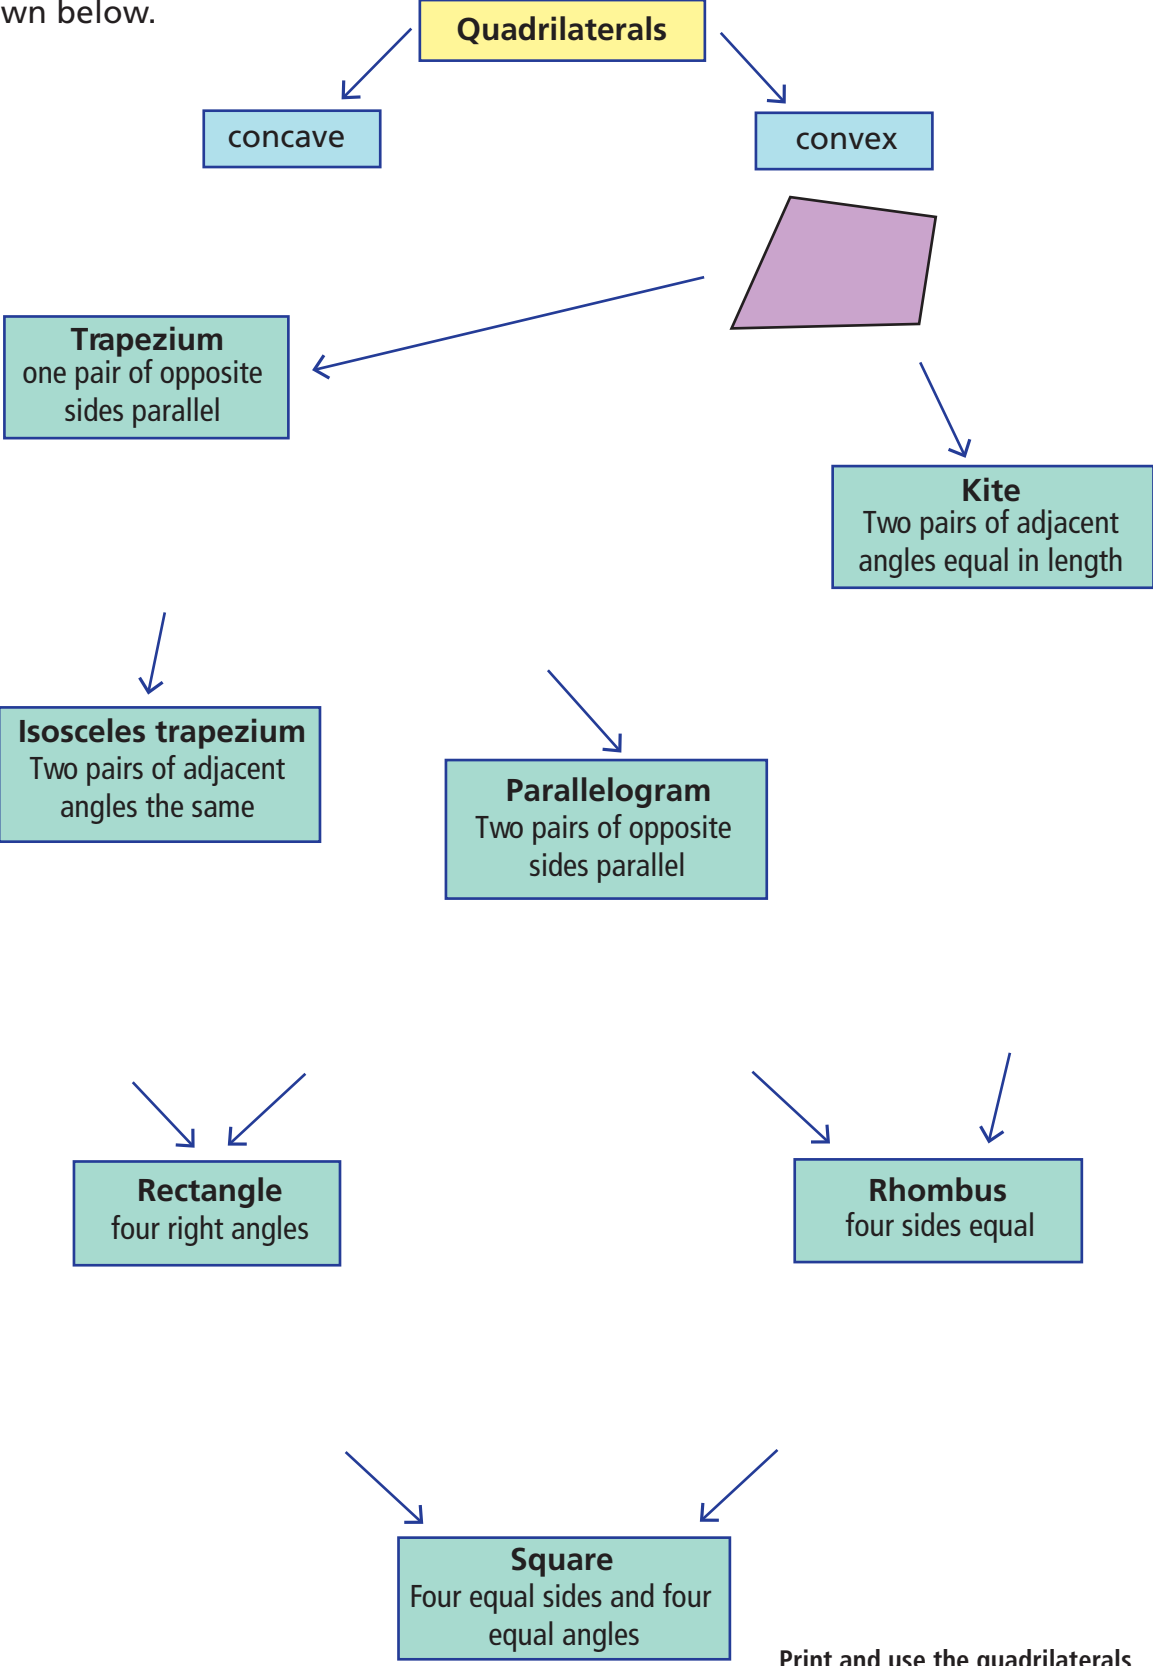 wn below.
Quadrilaterals
concave
convex
Trapezium
one pair of opposite
sides parallel
Kite
Two pairs of adjacent
angles equal in length
Isosceles trapezium
Two pairs of adjacent
angles the same
Parallelogram
Two pairs of opposite
sides parallel
Rectangle
four right angles
Rhombus
four sides equal
Square
Four equal sides and four
equal angles
Print and use the quadrilaterals